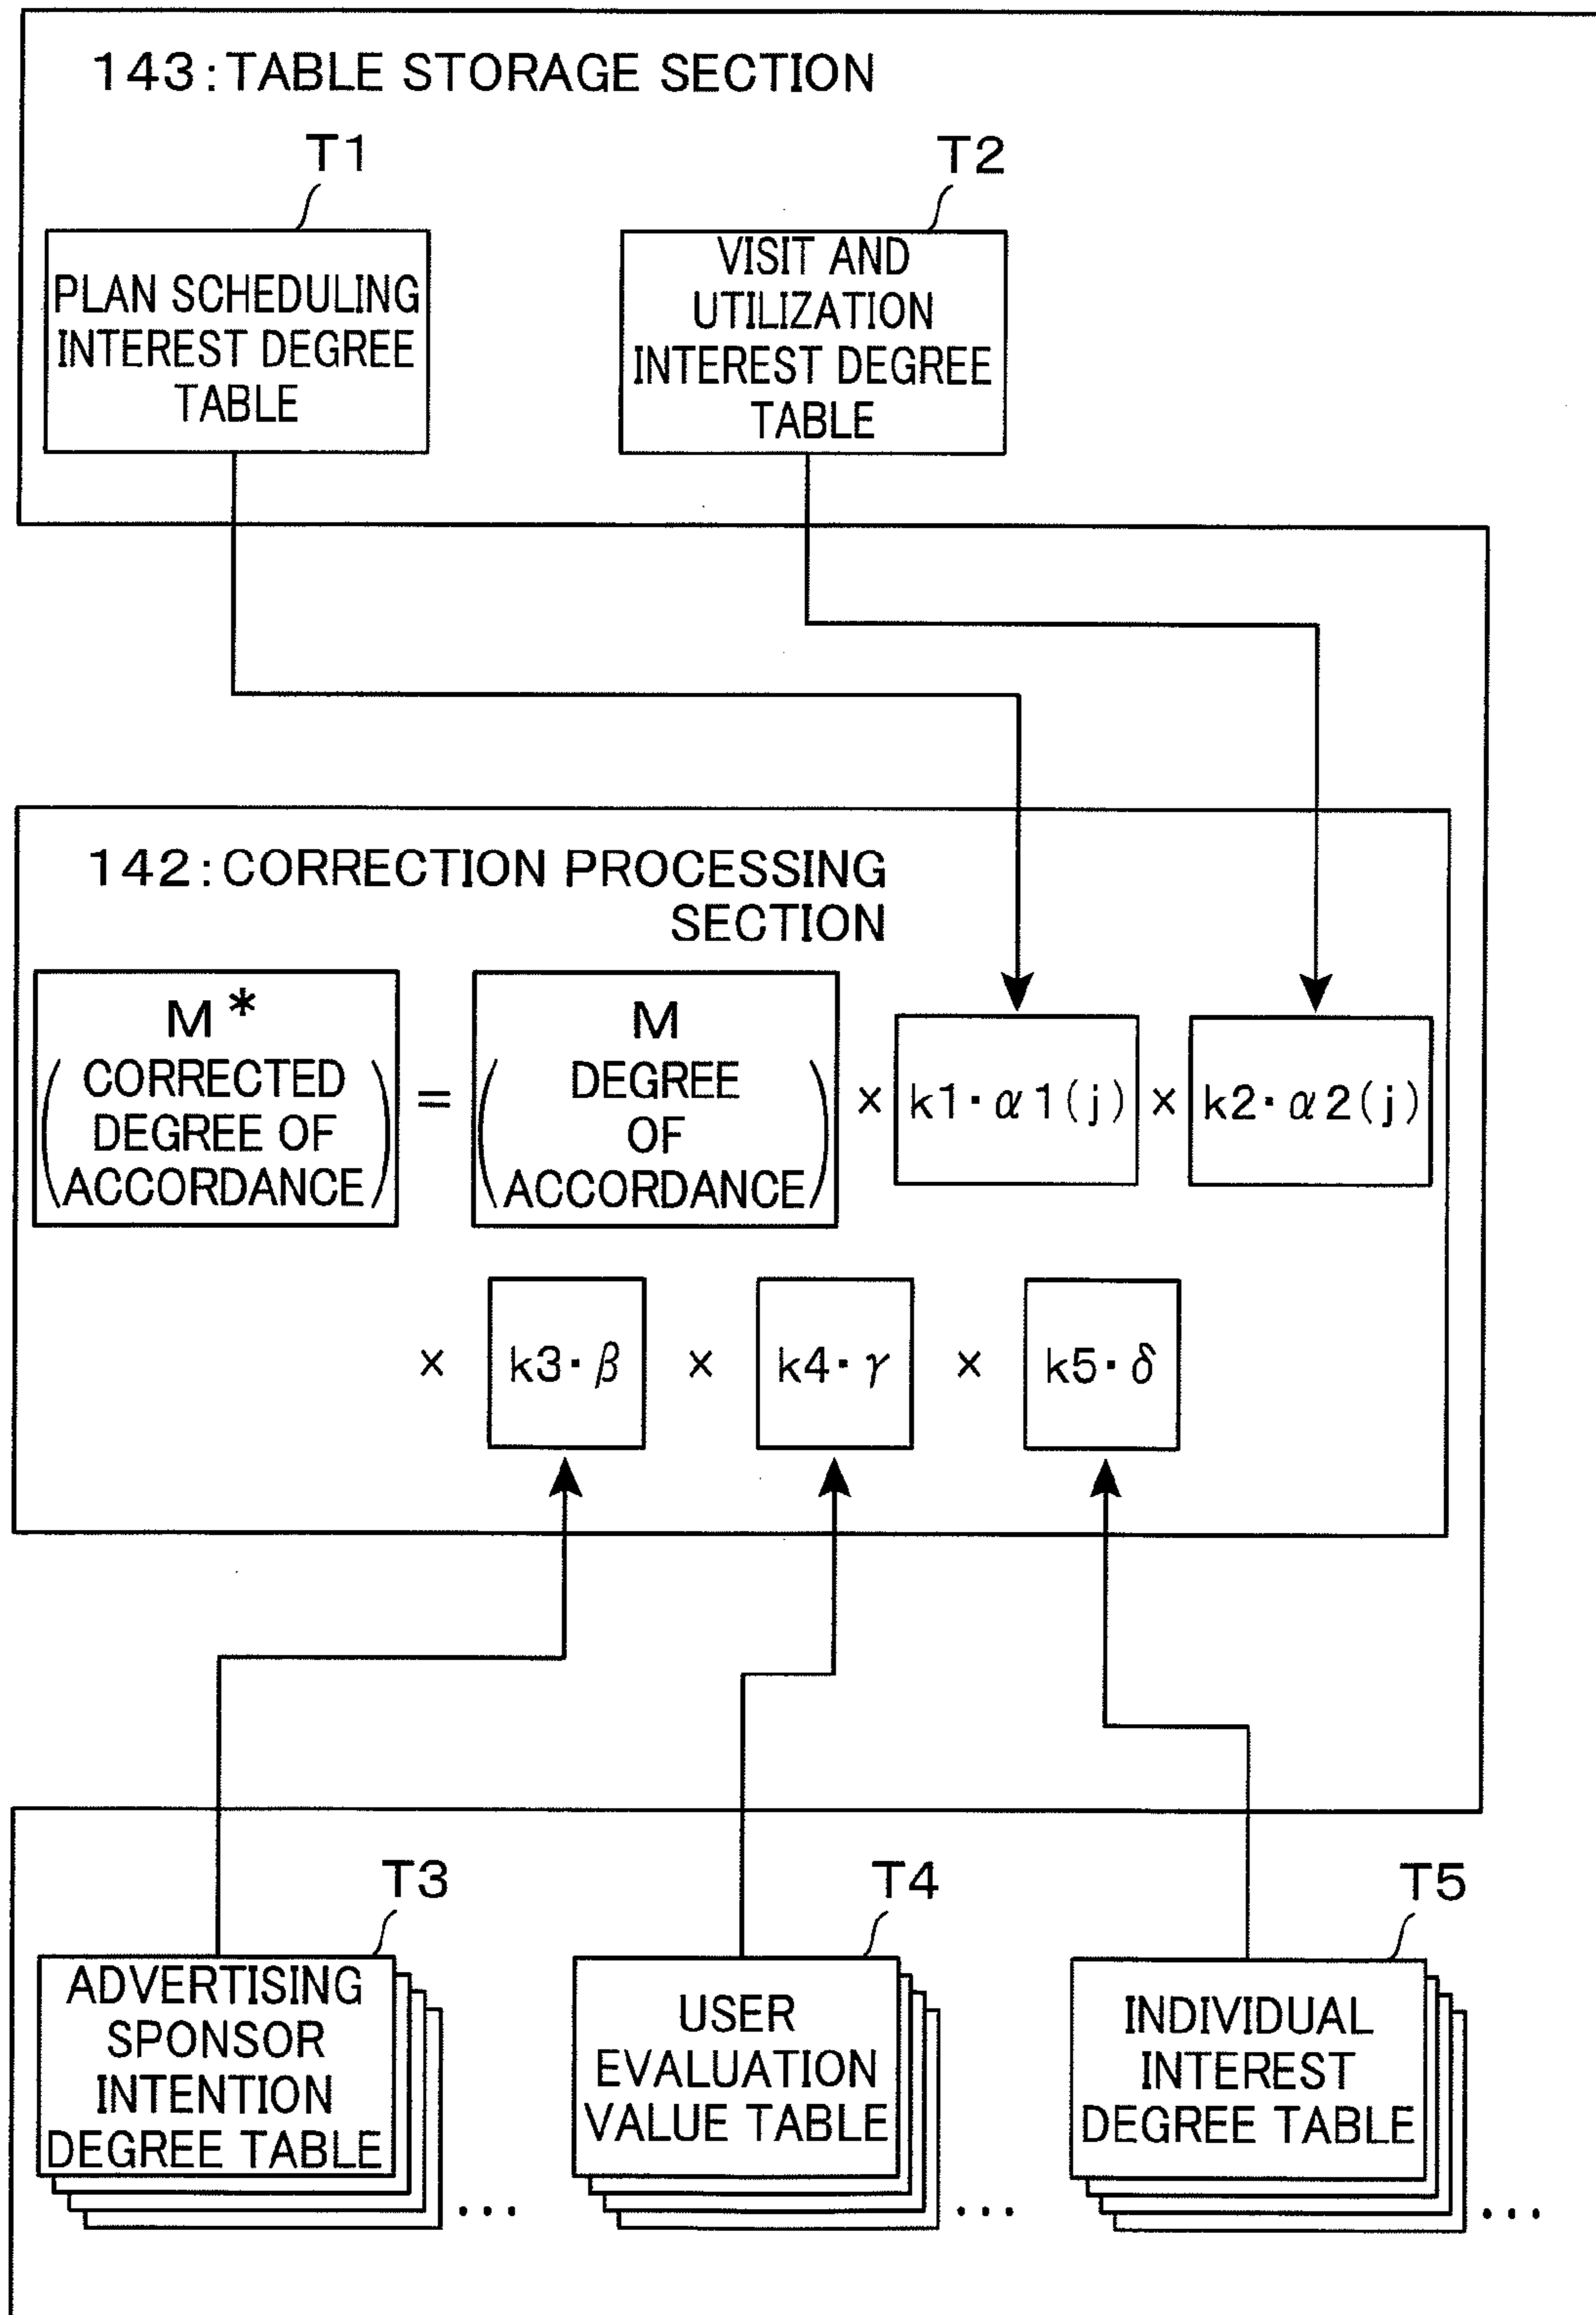 143:TABLE STORAGE SECTION
T1
T2
PLAN SCHEDULING
INTEREST DEGREE
TABLE
VISIT AND
UTILIZATION
INTEREST DEGREE
TABLE
142:CORRECTION PROCESSING
SECTION
M*
(CORRECTED
DEGREE OF
ACCORDANCE)
=
M
(DEGREE
OF
ACCORDANCE)
× k1·α1(j) × k2·α2(j)
× k3·β × k4·γ × k5·δ
T3
T4
T5
ADVERTISING
SPONSOR
INTENTION
DEGREE TABLE
...
USER
EVALUATION
VALUE TABLE
...
INDIVIDUAL
INTEREST
DEGREE TABLE
...